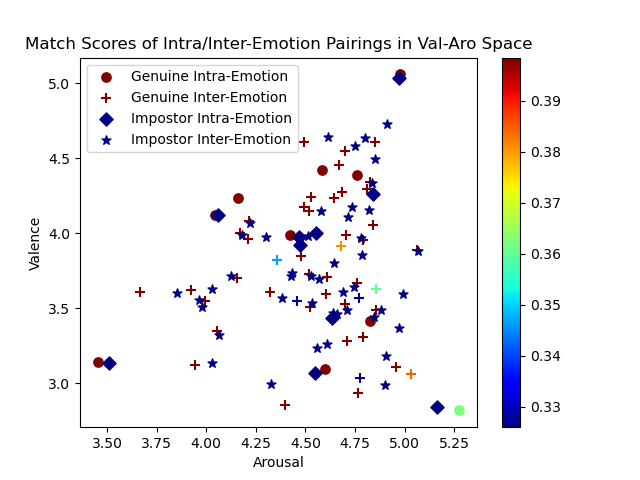 Match Scores of Intra/Inter-Emotion Pairings in Val-Aro Space
Genuine Intra-Emotion
Genuine Inter-Emotion
Impostor Intra-Emotion
Impostor Inter-Emotion
Valence
5.0
4.5
4.0
3.5
3.0
3.50
3.75
4.00
4.25
4.50
4.75
5.00
5.25
Arousal
0.39
0.38
0.37
0.36
0.35
0.34
0.33